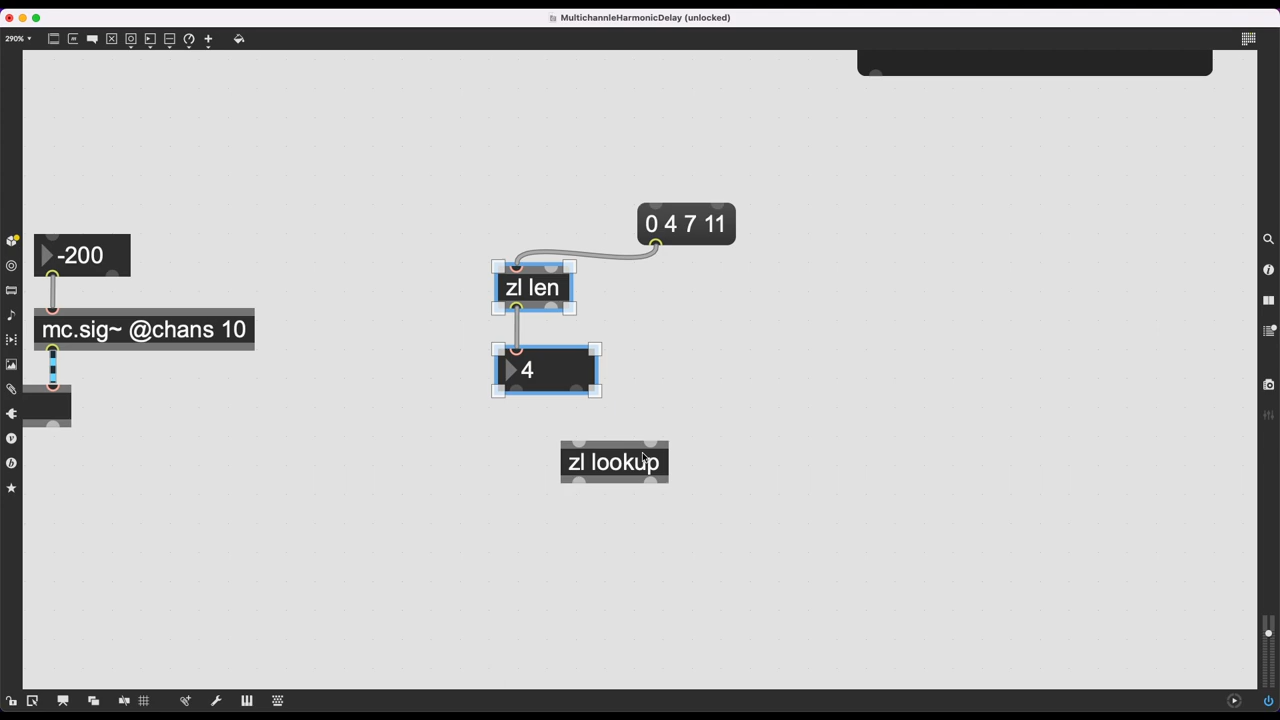 MultichannleHarmonicDelay (unlocked)
290%
0 4 7 11
-200
zl len
mc.sig~ @chans 10
4
zl lookup